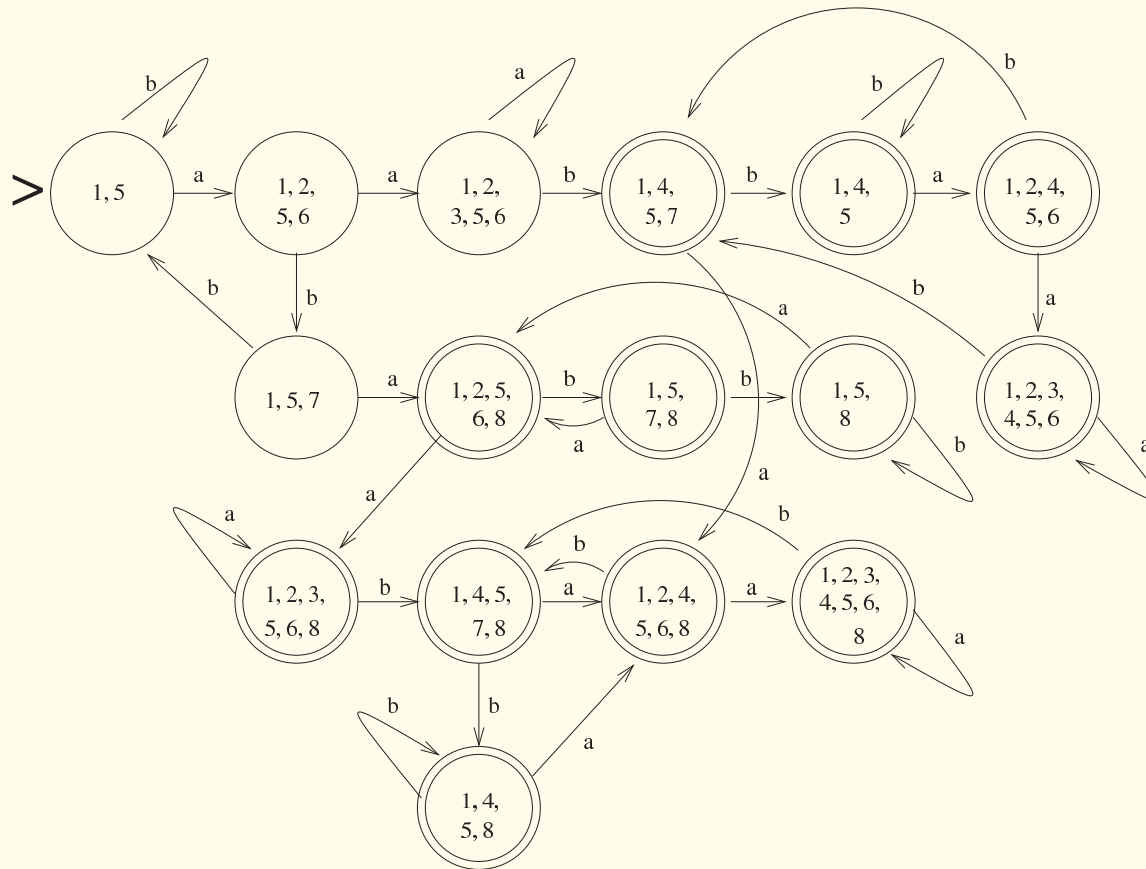 b
a
b
b
>
1, 5
a
1, 2,
5, 6
a
1, 2,
3, 5, 6
b
1, 4,
5, 7
b
1, 4,
5
a
1, 2, 4,
5, 6
b
b
b
a
a
1, 5, 7
a
1, 2, 5,
6, 8
b
a
1, 5,
7, 8
b
1, 5,
8
b
1, 2, 3,
4, 5, 6
a
a
a
a
b
b
1, 2, 3,
5, 6, 8
b
1, 4, 5,
7, 8
a
1, 2, 4,
5, 6, 8
a
1, 2, 3,
4, 5, 6,
8
a
b
b
a
1, 4,
5, 8